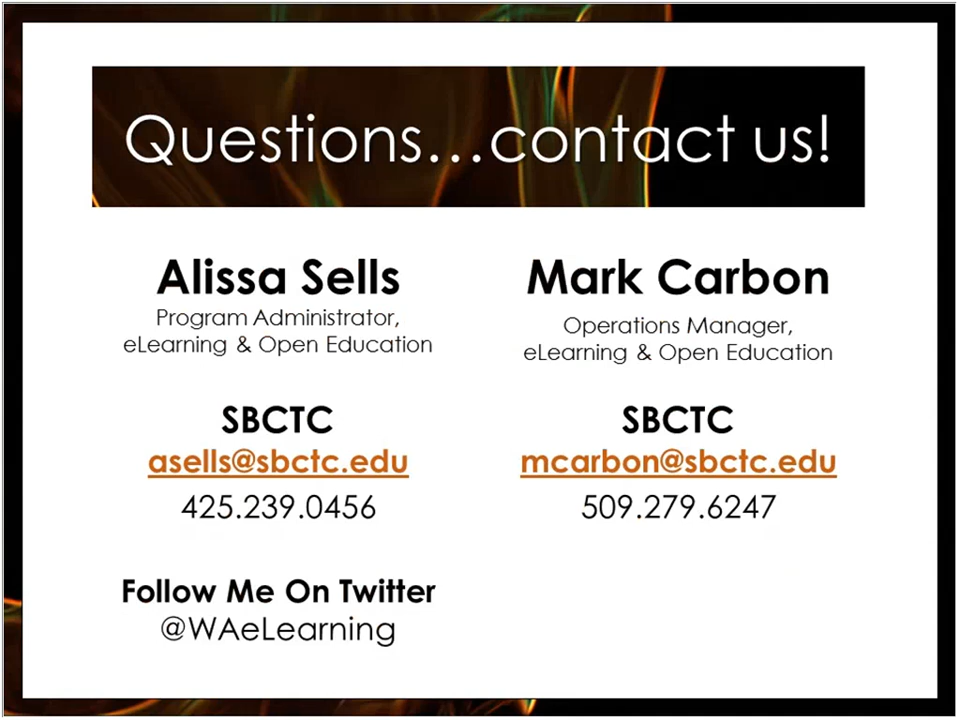 Questions...contact us!
Alissa Sells
Program Administrator,
eLearning & Open Education
SBCTC
asells@sbctc.edu
425.239.0456
Follow Me On Twitter
@WAeLearning
Mark Carbon
Operations Manager,
eLearning & Open Education
SBCTC
mcarbon@sbctc.edu
509.279.6247